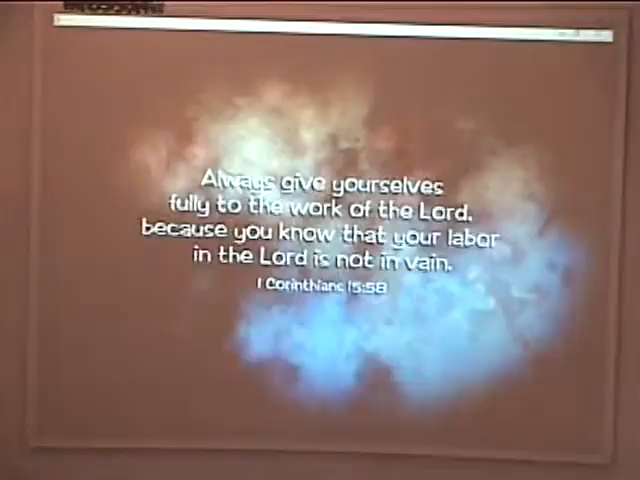 Always give yourselves
fully to the work of the Lord,
because you know that your labor
in the Lord is not in vain.
1 Corinthians 15:58